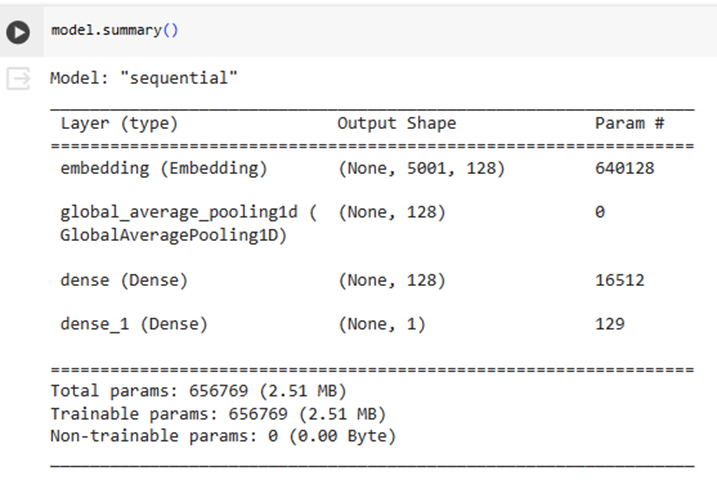 model.summary()
Model: "sequential"
Layer (type) Output Shape Param #
=================================================================
embedding (Embedding) (None, 5001, 128) 640128
global_average_pooling1d ( (None, 128) 0
GlobalAveragePooling1D)
dense (Dense) (None, 128) 16512
dense_1 (Dense) (None, 1) 129
=================================================================
Total params: 656769 (2.51 MB)
Trainable params: 656769 (2.51 MB)
Non-trainable params: 0 (0.00 Byte)